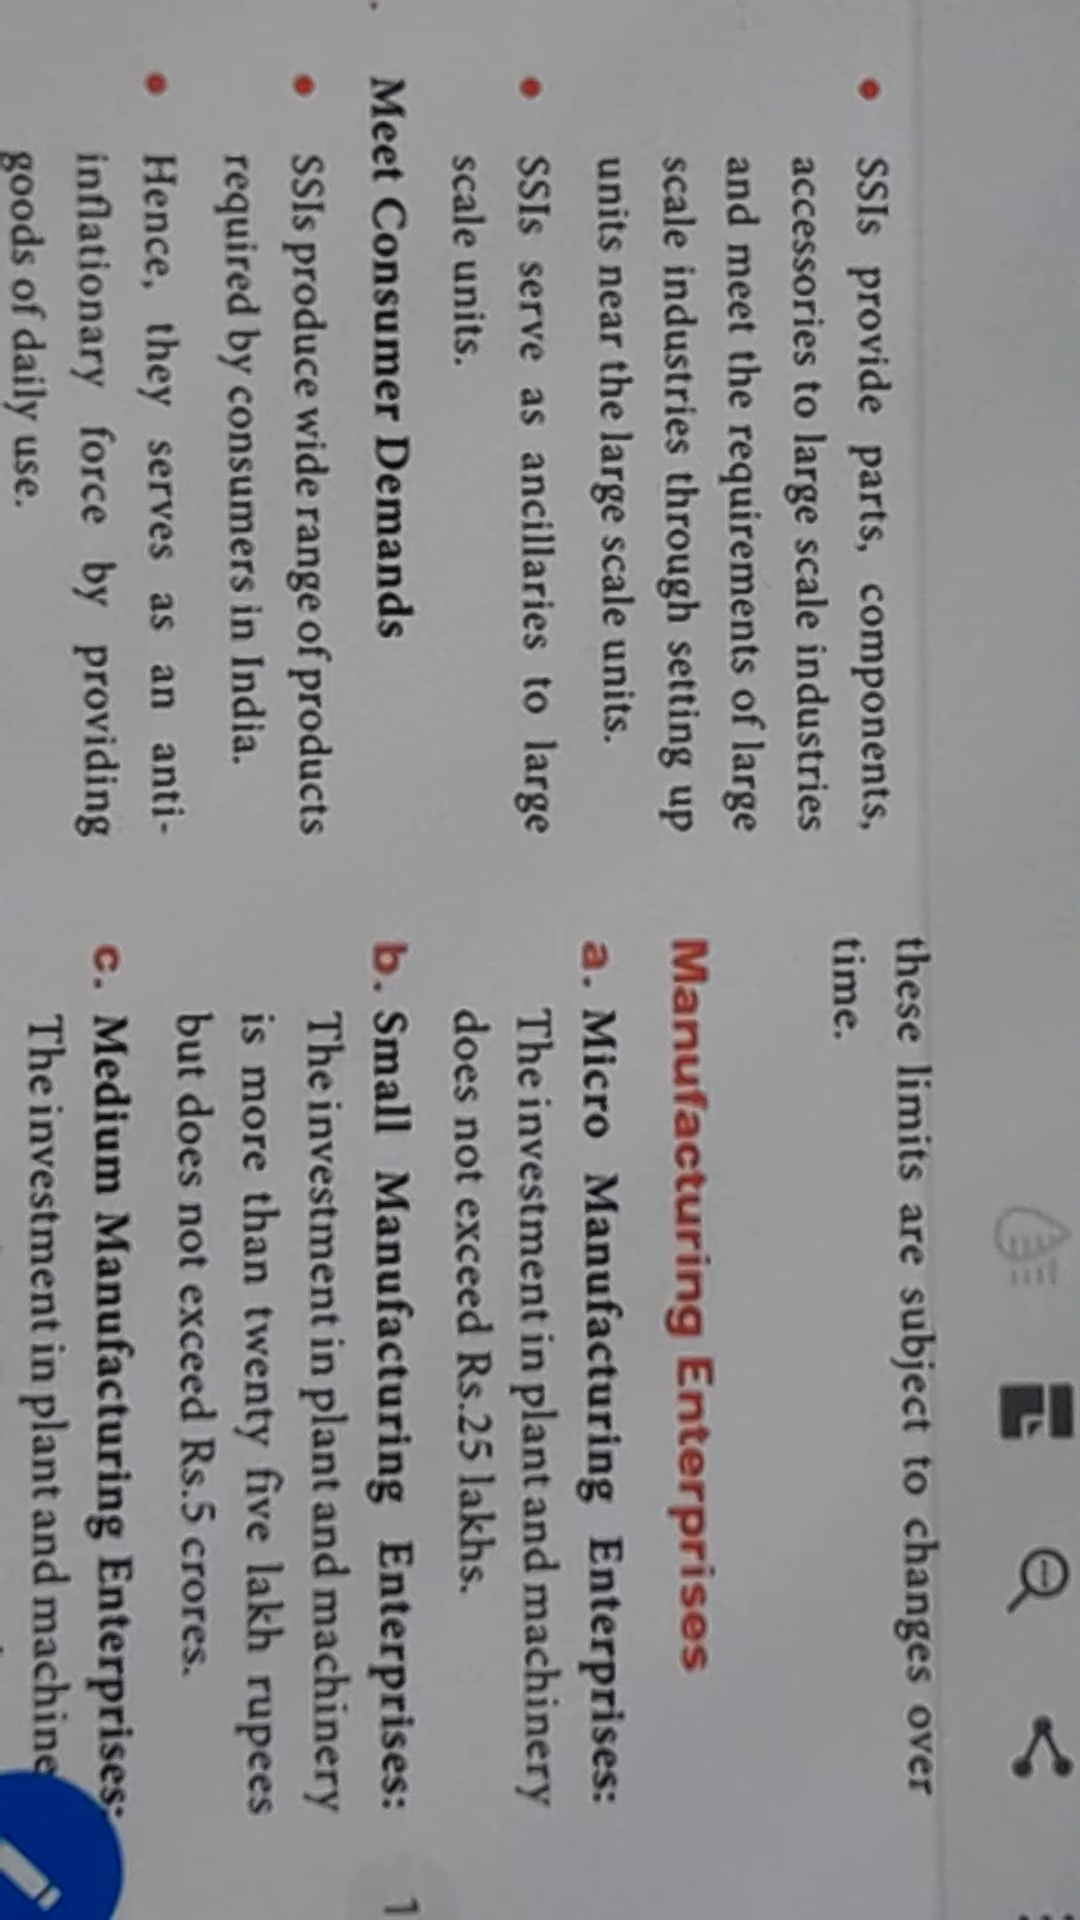 • SSIs provide parts, components,
accessories to large scale industries
and meet the requirements of large
scale industries through setting up
units near the large scale units.
• SSIs serve as ancillaries to large
scale units.
Meet Consumer Demands
• SSIs produce wide range of products
required by consumers in India.
• Hence, they serves as an anti-
inflationary force by providing
goods of daily use.
these limits are subject to changes over
time.
Manufacturing Enterprises
a. Micro Manufacturing Enterprises:
The investment in plant and machinery
does not exceed Rs.25 lakhs.
b. Small Manufacturing Enterprises:
The investment in plant and machinery
is more than twenty five lakh rupees
but does not exceed Rs.5 crores.
c. Medium Manufacturing Enterprises:
The investment in plant and machine
1